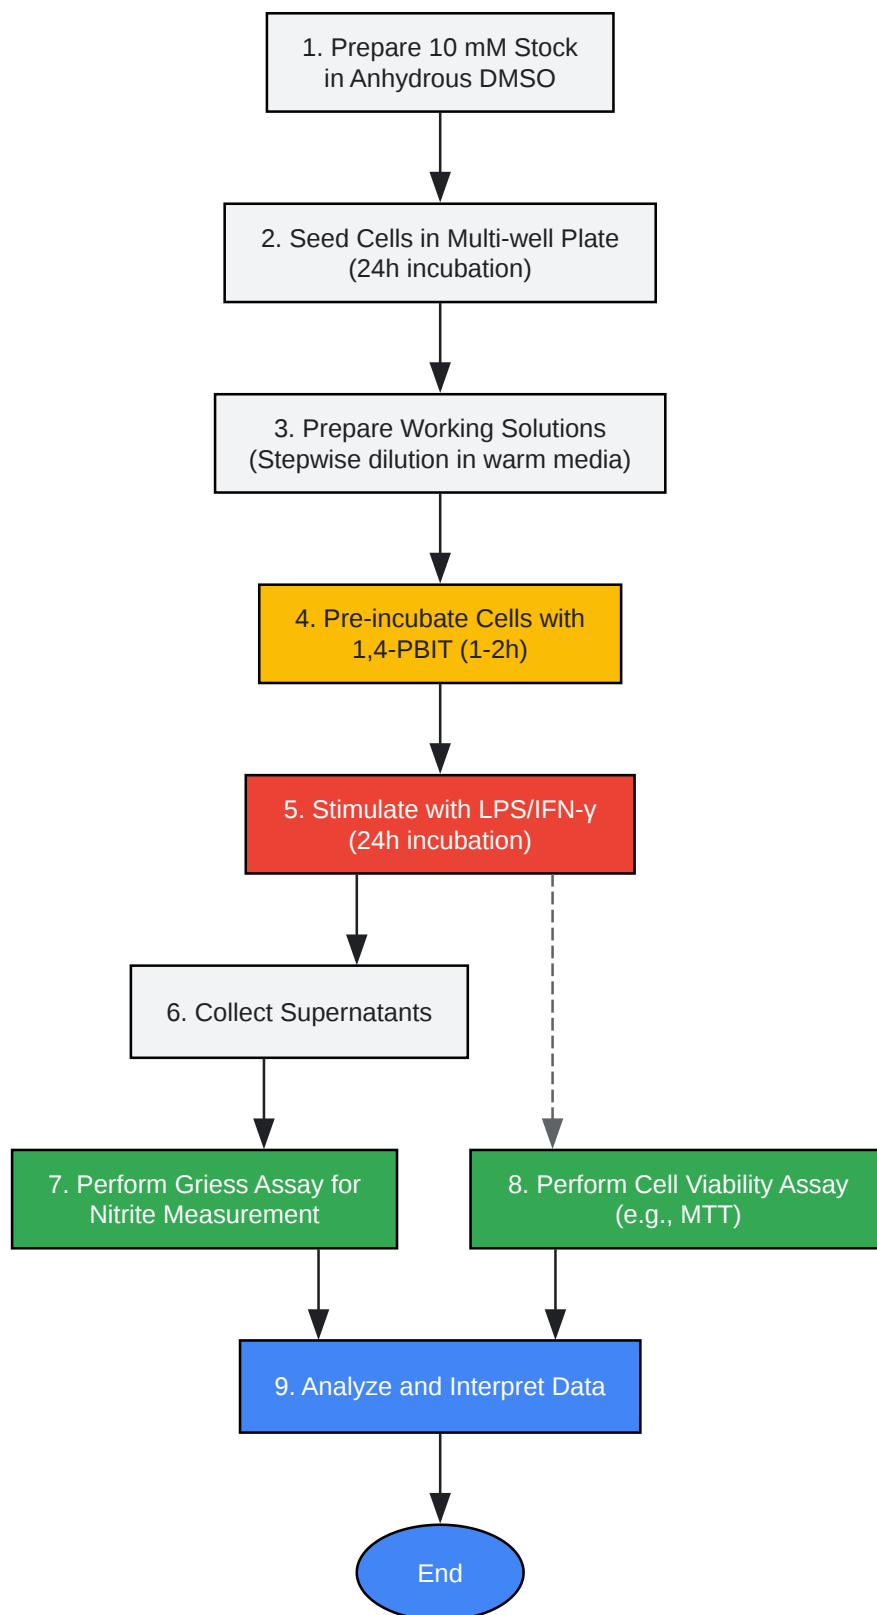 1. Prepare 10 mM Stock
in Anhydrous DMSO
2. Seed Cells in Multi-well Plate
(24h incubation)
3. Prepare Working Solutions
(Stepwise dilution in warm media)
4. Pre-incubate Cells with
1,4-PBIT (1-2h)
5. Stimulate with LPS/IFN-γ
(24h incubation)
6. Collect Supernatants
7. Perform Griess Assay for
Nitrite Measurement
8. Perform Cell Viability Assay
(e.g., MTT)
9. Analyze and Interpret Data
End